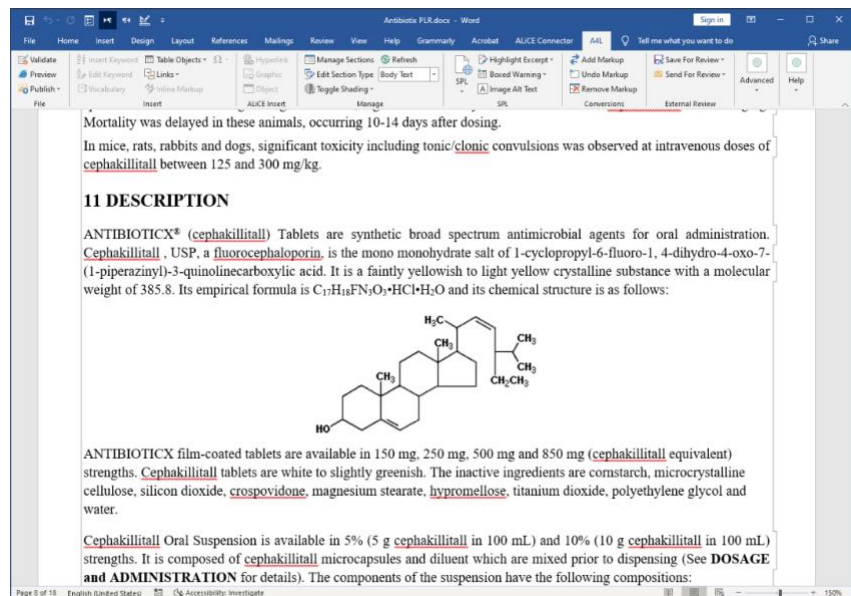 Antibiotix PLR.docx - Word
Sign in
File Home Insert Design Layout References Mailings Review View Help Grammarly Acrobat ALiCE Connector A4L Tell me what you want to do Share
Validate Insert Keyword Table Objects Hyperlink Manage Sections Refresh Highlight Excerpt Add Markup Save For Review
Preview Edit Keyword Links Graphic Edit Section Type Body Text SPL Boxed Warning Undo Markup Send For Review Advanced Help
Publish Vocabulary Inline Markup Object Toggle Shading Image Alt Text Remove Markup
File Insert ALiCE Insert Manage SPL Conversions External Review
Mortality was delayed in these animals, occurring 10-14 days after dosing.
In mice, rats, rabbits and dogs, significant toxicity including tonic/clonic convulsions was observed at intravenous doses of
cephakillitall between 125 and 300 mg/kg.
11 DESCRIPTION
ANTIBIOTICX® (cephakillitall) Tablets are synthetic broad spectrum antimicrobial agents for oral administration.
Cephakillitall , USP, a fluorocephaloporin, is the mono monohydrate salt of 1-cyclopropyl-6-fluoro-1, 4-dihydro-4-oxo-7-
(1-piperazinyl)-3-quinolinecarboxylic acid. It is a faintly yellowish to light yellow crystalline substance with a molecular
weight of 385.8. Its empirical formula is C₁₇H₁₈FN₃O₃•HCl•H₂O and its chemical structure is as follows:
H₃C
CH₃
CH₃
CH₃
CH₃
CH₂CH₃
HO
ANTIBIOTICX film-coated tablets are available in 150 mg, 250 mg, 500 mg and 850 mg (cephakillitall equivalent)
strengths. Cephakillitall tablets are white to slightly greenish. The inactive ingredients are cornstarch, microcrystalline
cellulose, silicon dioxide, crospovidone, magnesium stearate, hypromellose, titanium dioxide, polyethylene glycol and
water.
Cephakillitall Oral Suspension is available in 5% (5 g cephakillitall in 100 mL) and 10% (10 g cephakillitall in 100 mL)
strengths. It is composed of cephakillitall microcapsules and diluent which are mixed prior to dispensing (See DOSAGE
and ADMINISTRATION for details). The components of the suspension have the following compositions:
Page 8 of 18 English (United States) Accessibility: Investigate 150%